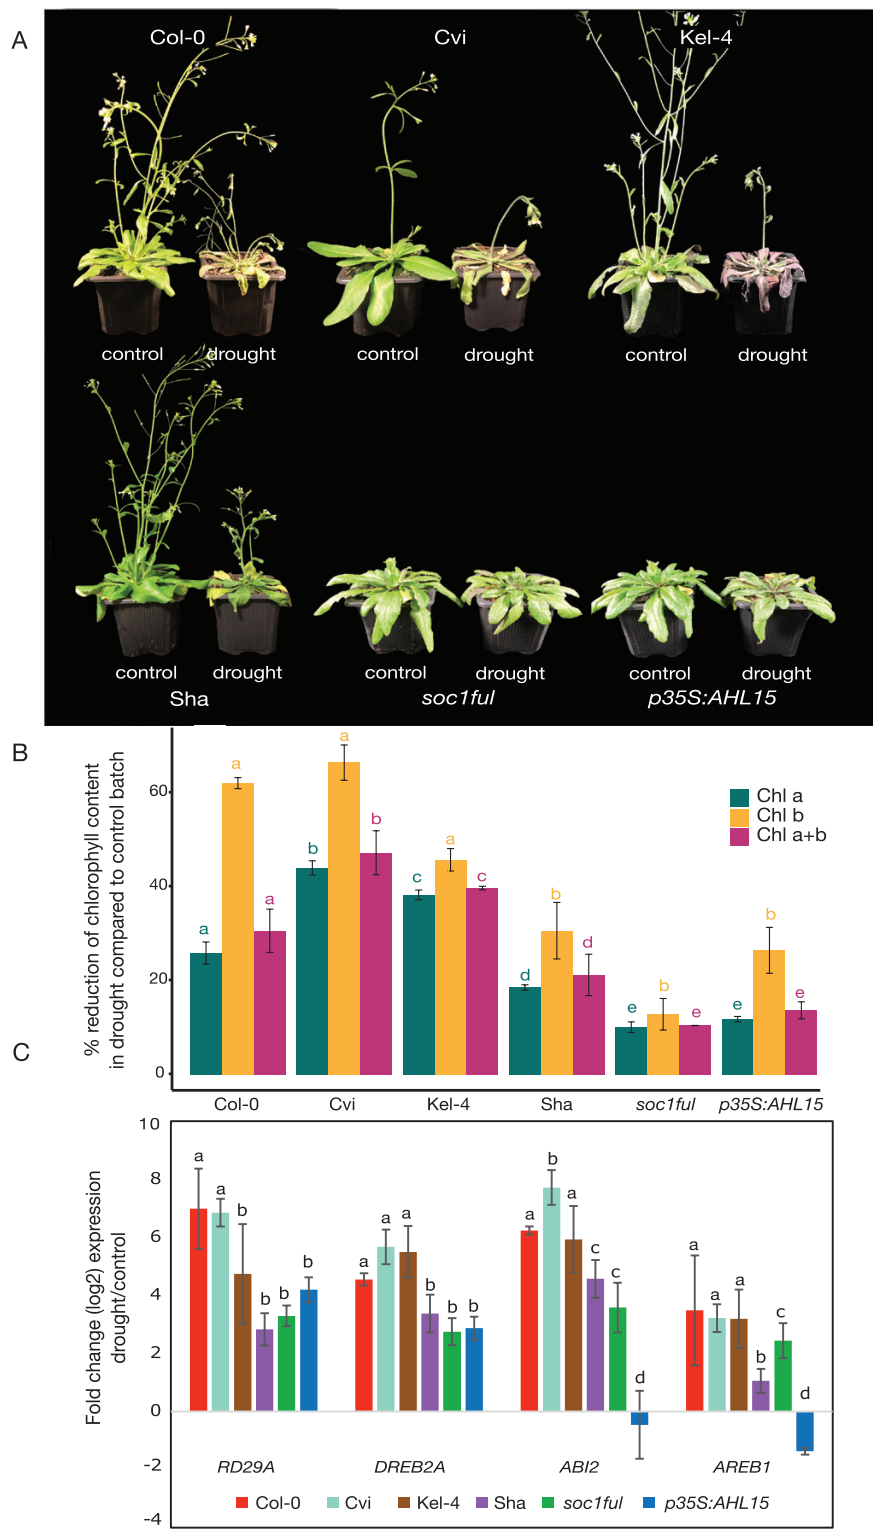 A
Col-0 Cvi Kel-4
control drought control drought control drought
control drought control drought control drought
Sha soc1ful p35S:AHL15
B
% reduction of chlorophyll content
in drought compared to control batch
60
40
20
0
Chl a
Chl b
Chl a+b
a a a
b a b
c a c
d b d
e b e
e b e
Col-0 Cvi Kel-4 Sha soc1ful p35S:AHL15
C
Fold change (log2) expression
drought/control
10
8
6
4
2
0
-2
-4
a a b b b b
a a a b b b
a b a c c d
a a a b c d
RD29A DREB2A ABI2 AREB1
Col-0 Cvi Kel-4 Sha soc1ful p35S:AHL15